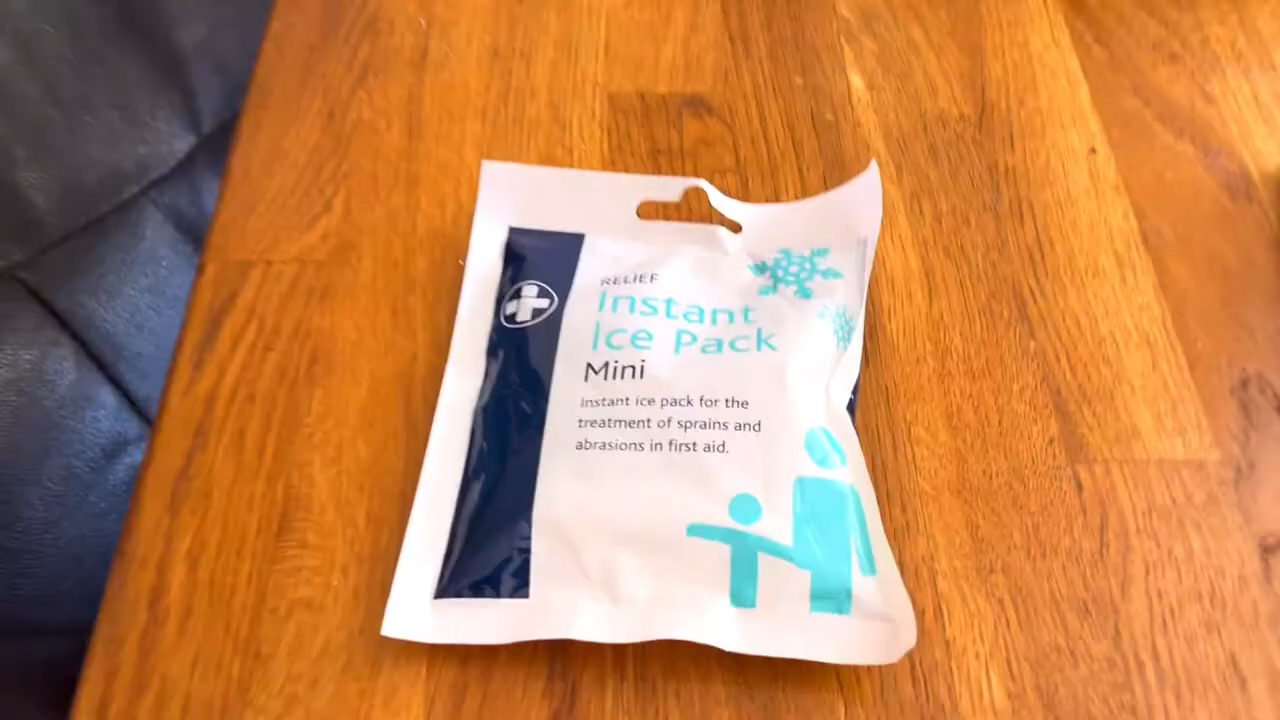 RELIEF
Instant
Ice Pack
Mini
Instant ice pack for the
treatment of sprains and
abrasions in first aid.